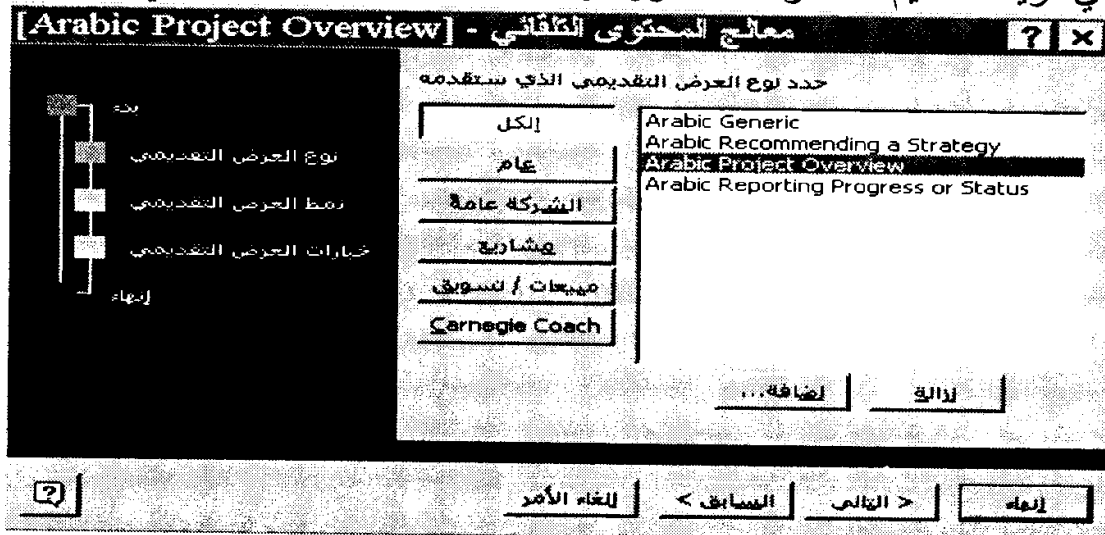 معالج المحتوى التلقائي - [Arabic Project Overview]
حدد نوع العرض التقديمي الذي ستقدمه
بدء
نوع العرض التقديمي
نمط العرض التقديمي
خيارات العرض التقديمي
إنهاء
الكل
عام
الشركة عامة
مشاريع
مبيعات / تسويق
Carnegie Coach
Arabic Generic
Arabic Recommending a Strategy
Arabic Project Overview
Arabic Reporting Progress or Status
إضافة...
إزالة
إلغاء الأمر
السابق >
< التالي
إنهاء